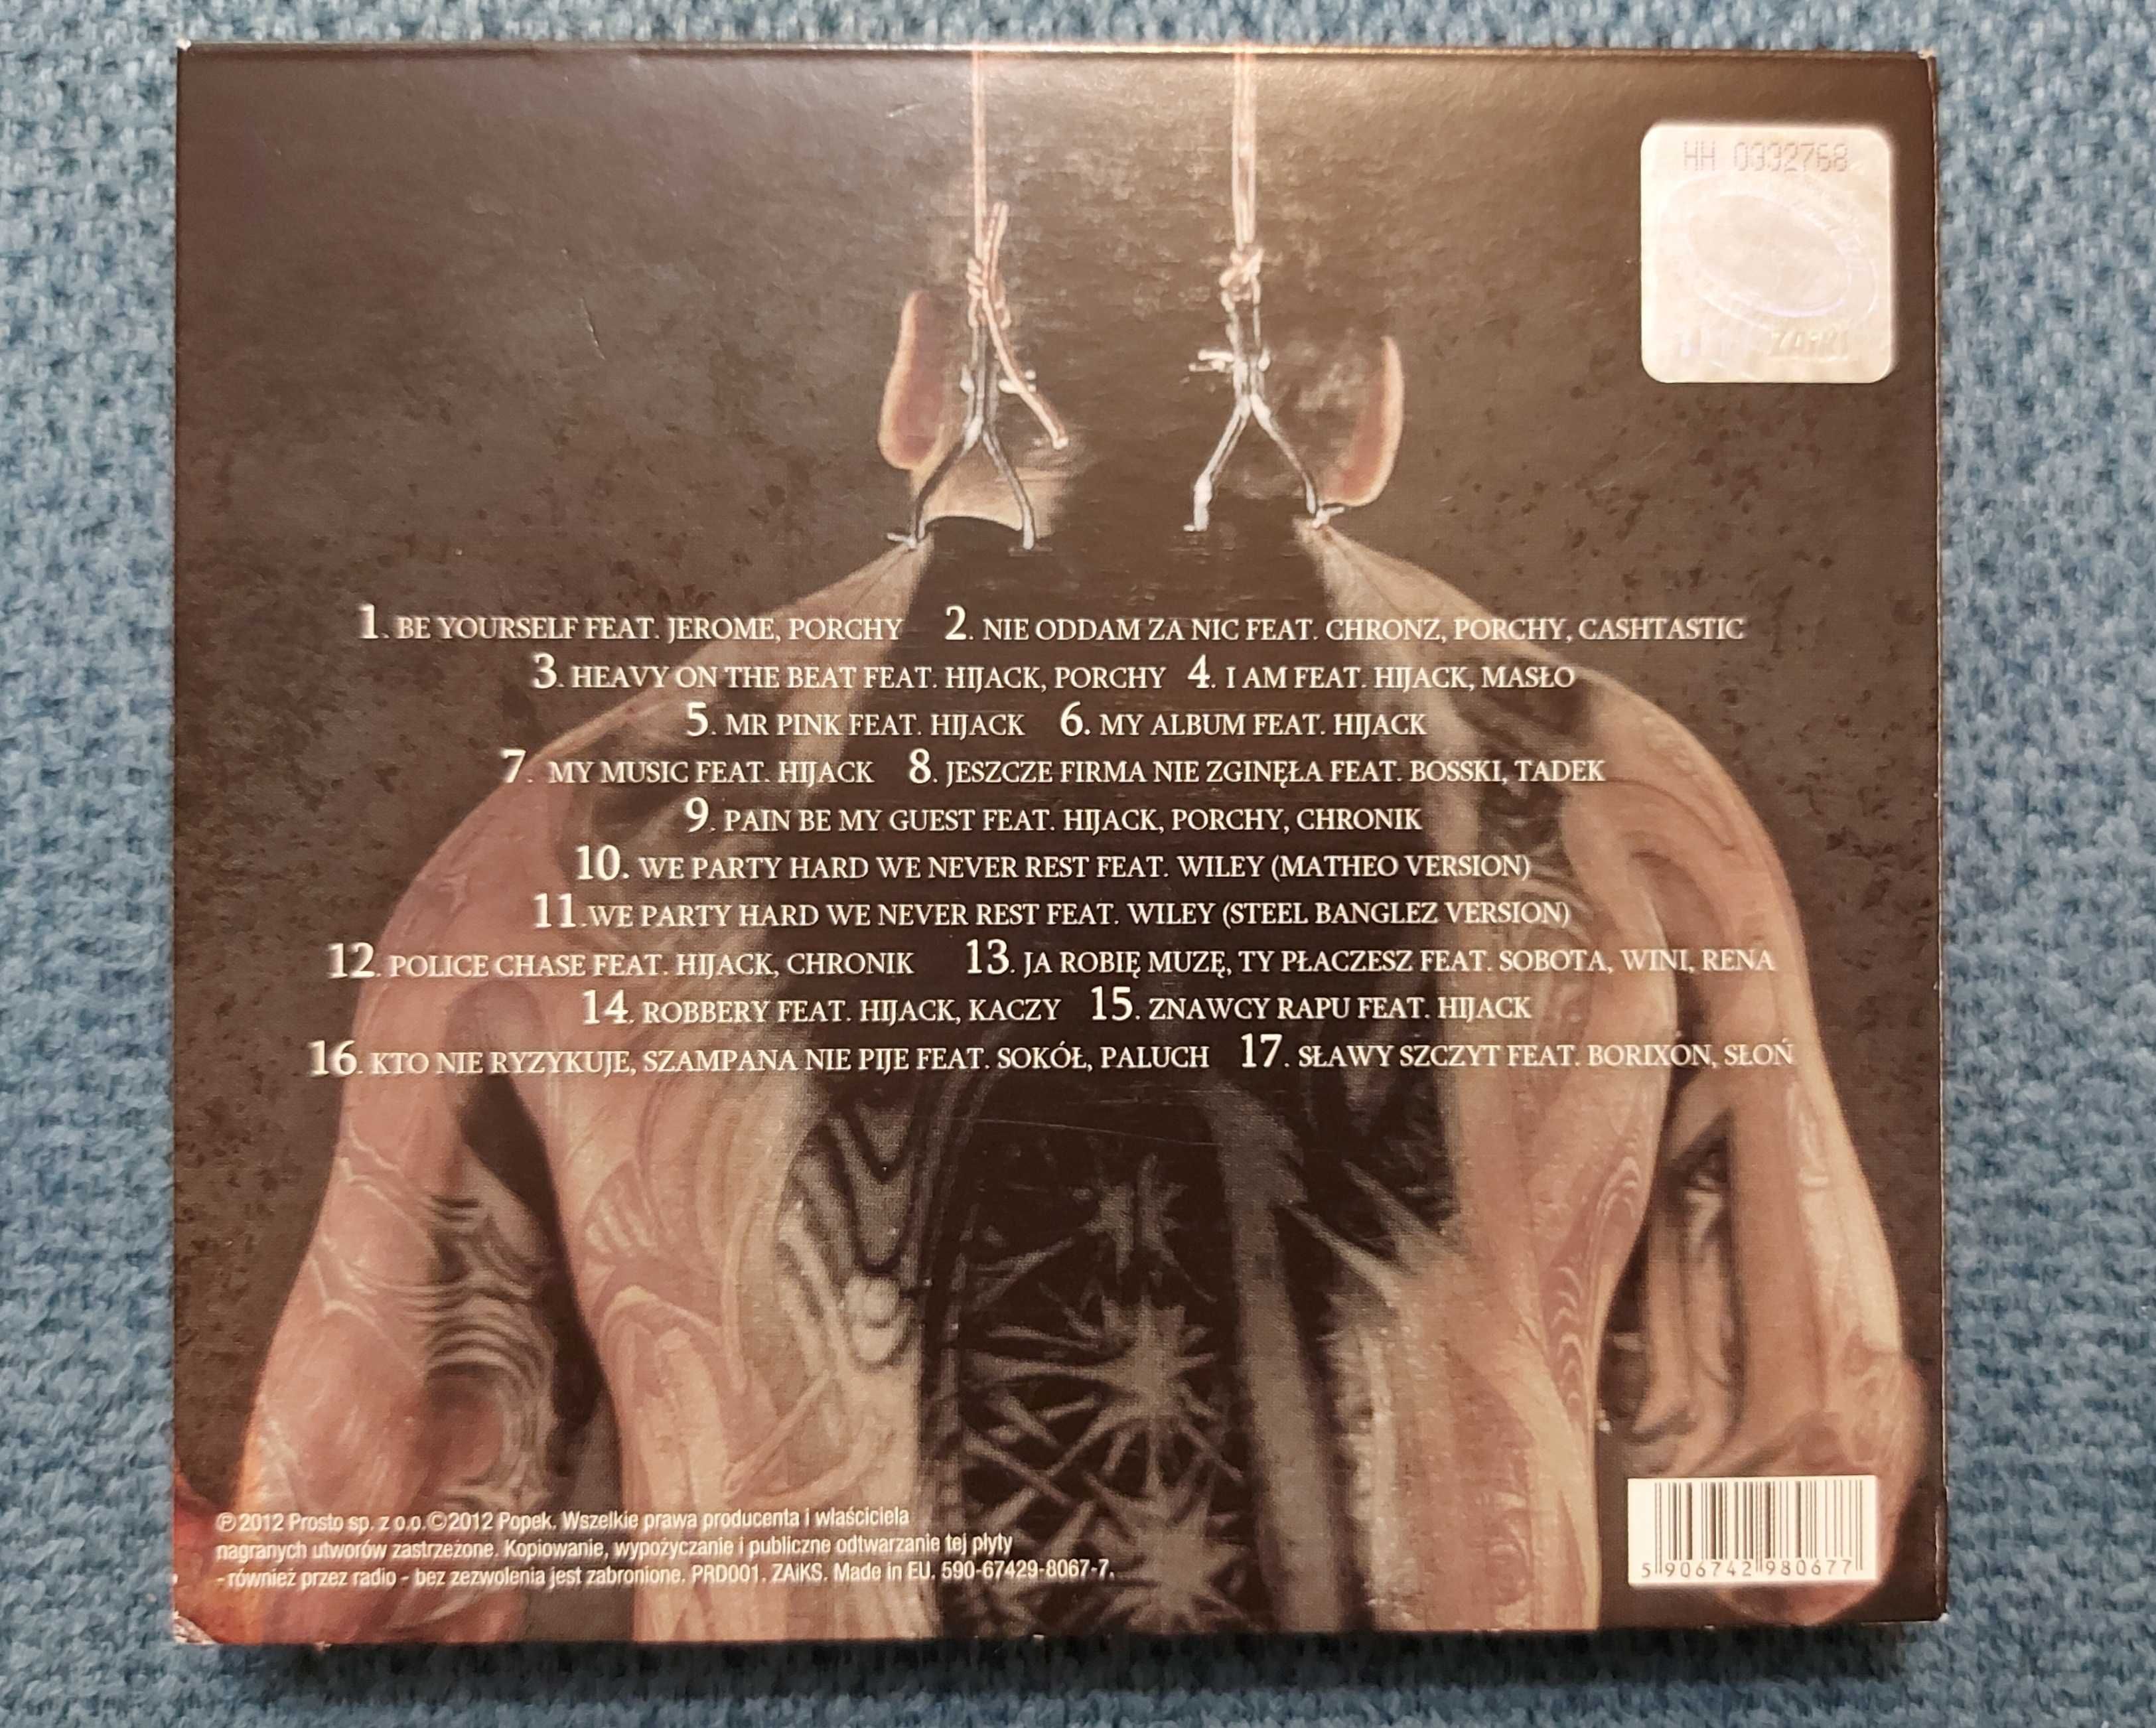 HH 0332768
1. BE YOURSELF FEAT. JEROME, PORCHY 2. NIE ODDAM ZA NIC FEAT. CHRONZ, PORCHY, CASHTASTIC
3. HEAVY ON THE BEAT FEAT. HIJACK, PORCHY 4. I AM FEAT. HIJACK, MASŁO
5. MR PINK FEAT. HIJACK 6. MY ALBUM FEAT. HIJACK
7. MY MUSIC FEAT. HIJACK 8. JESZCZE FIRMA NIE ZGINĘŁA FEAT. BOSSKI, TADEK
9. PAIN BE MY GUEST FEAT. HIJACK, PORCHY, CHRONIK
10. WE PARTY HARD WE NEVER REST FEAT. WILEY (MATHEO VERSION)
11. WE PARTY HARD WE NEVER REST FEAT. WILEY (STEEL BANGLEZ VERSION)
12. POLICE CHASE FEAT. HIJACK, CHRONIK 13. JA ROBIĘ MUZĘ, TY PŁACZESZ FEAT. SOBOTA, WINI, RENA
14. ROBBERY FEAT. HIJACK, KACZY 15. ZNAWCY RAPU FEAT. HIJACK
16. KTO NIE RYZYKUJE, SZAMPANA NIE PIJE FEAT. SOKÓŁ, PALUCH 17. SŁAWY SZCZYT FEAT. BORIXON, SŁOŃ
℗ 2012 Prosto sp. z o.o.©2012 Popek. Wszelkie prawa producenta i właściciela
nagranych utworów zastrzeżone. Kopiowanie, wypożyczanie i publiczne odtwarzanie tej płyty
- również przez radio - bez zezwolenia jest zabronione. PRD001. ZAiKS. Made in EU. 590-67429-8067-7.
5 906742 980677